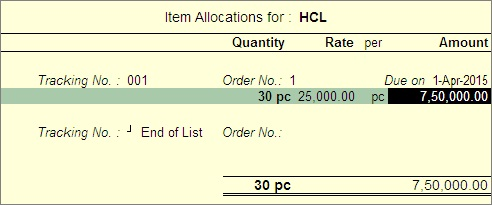 Item Allocations for : HCL
Quantity Rate per Amount
Tracking No. : 001 Order No.: 1 Due on 1-Apr-2015
30 pc 25,000.00 pc 7,50,000.00
Tracking No. : ┘ End of List Order No.:
30 pc 7,50,000.00